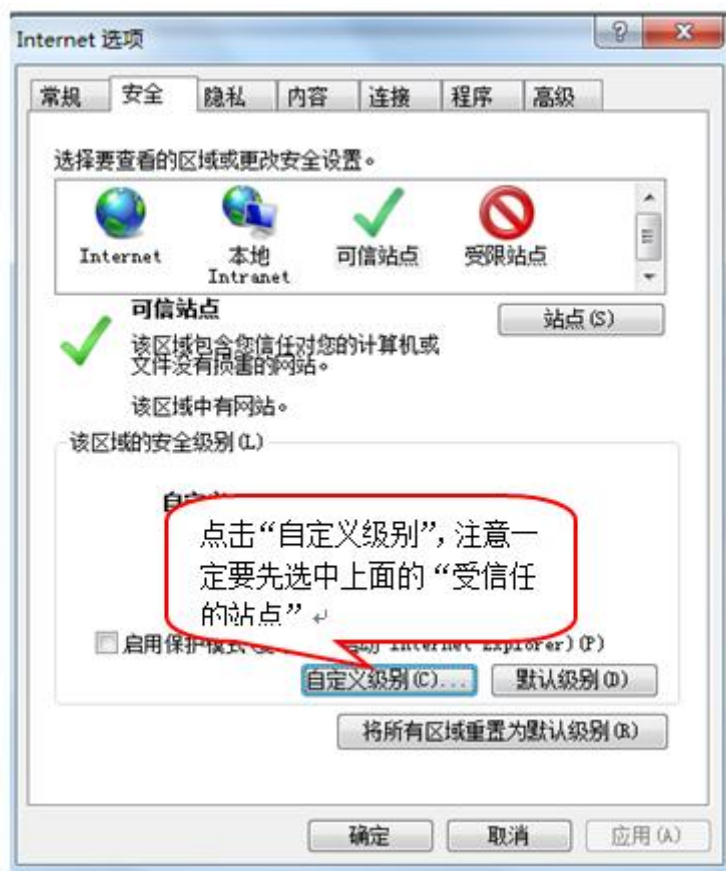 Internet 选项
常规 安全 隐私 内容 连接 程序 高级
选择要查看的区域或更改安全设置。
Internet 本地 Intranet 可信站点 受限站点
可信站点
站点(S)
该区域包含您信任对您的计算机或
文件没有损害的网站。
该区域中有网站。
该区域的安全级别(L)
点击“自定义级别”，注意一
定要先选中上面的“受信任
的站点”
启用保护模式 Internet Explorer)(P)
自定义级别(C)... 默认级别(D)
将所有区域重置为默认级别(R)
确定 取消 应用(A)